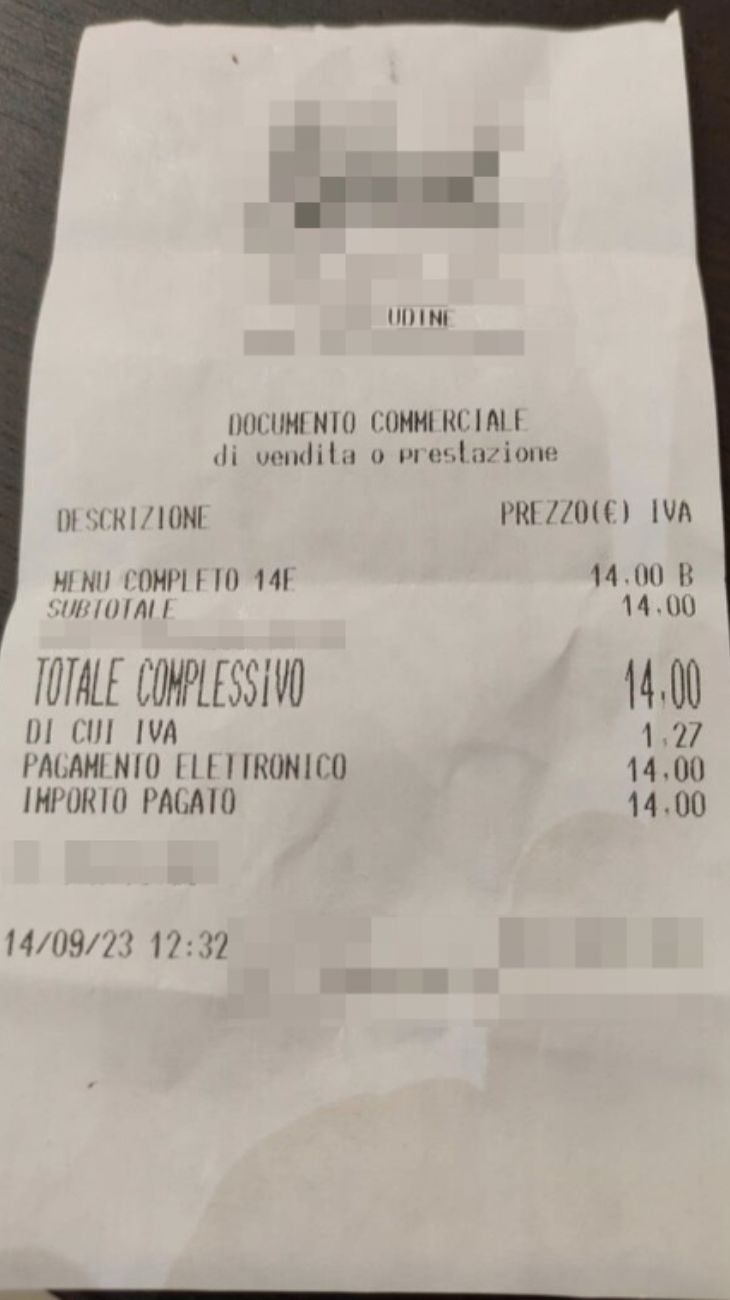 UDINE
DOCUMENTO COMMERCIALE
di vendita o prestazione
DESCRIZIONE PREZZO(€) IVA
MENU COMPLETO 14E 14.00 B
SUBTOTALE 14.00
TOTALE COMPLESSIVO 14,00
DI CUI IVA 1,27
PAGAMENTO ELETTRONICO 14,00
IMPORTO PAGATO 14,00
14/09/23 12:32